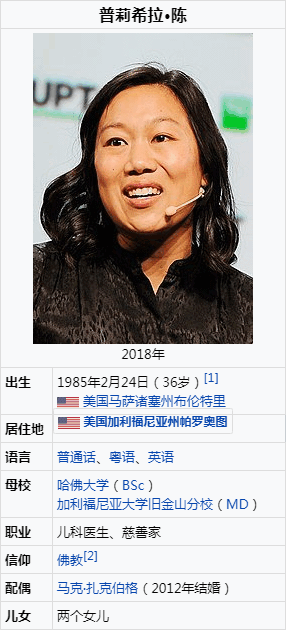 普莉希拉•陈
UPT
2018年
出生 1985年2月24日（36岁）[1]
美国马萨诸塞州布伦特里
居住地 美国加利福尼亚州帕罗奥图
语言 普通话、粤语、英语
母校 哈佛大学（BSc）
加利福尼亚大学旧金山分校（MD）
职业 儿科医生、慈善家
信仰 佛教[2]
配偶 马克·扎克伯格（2012年结婚）
儿女 两个女儿